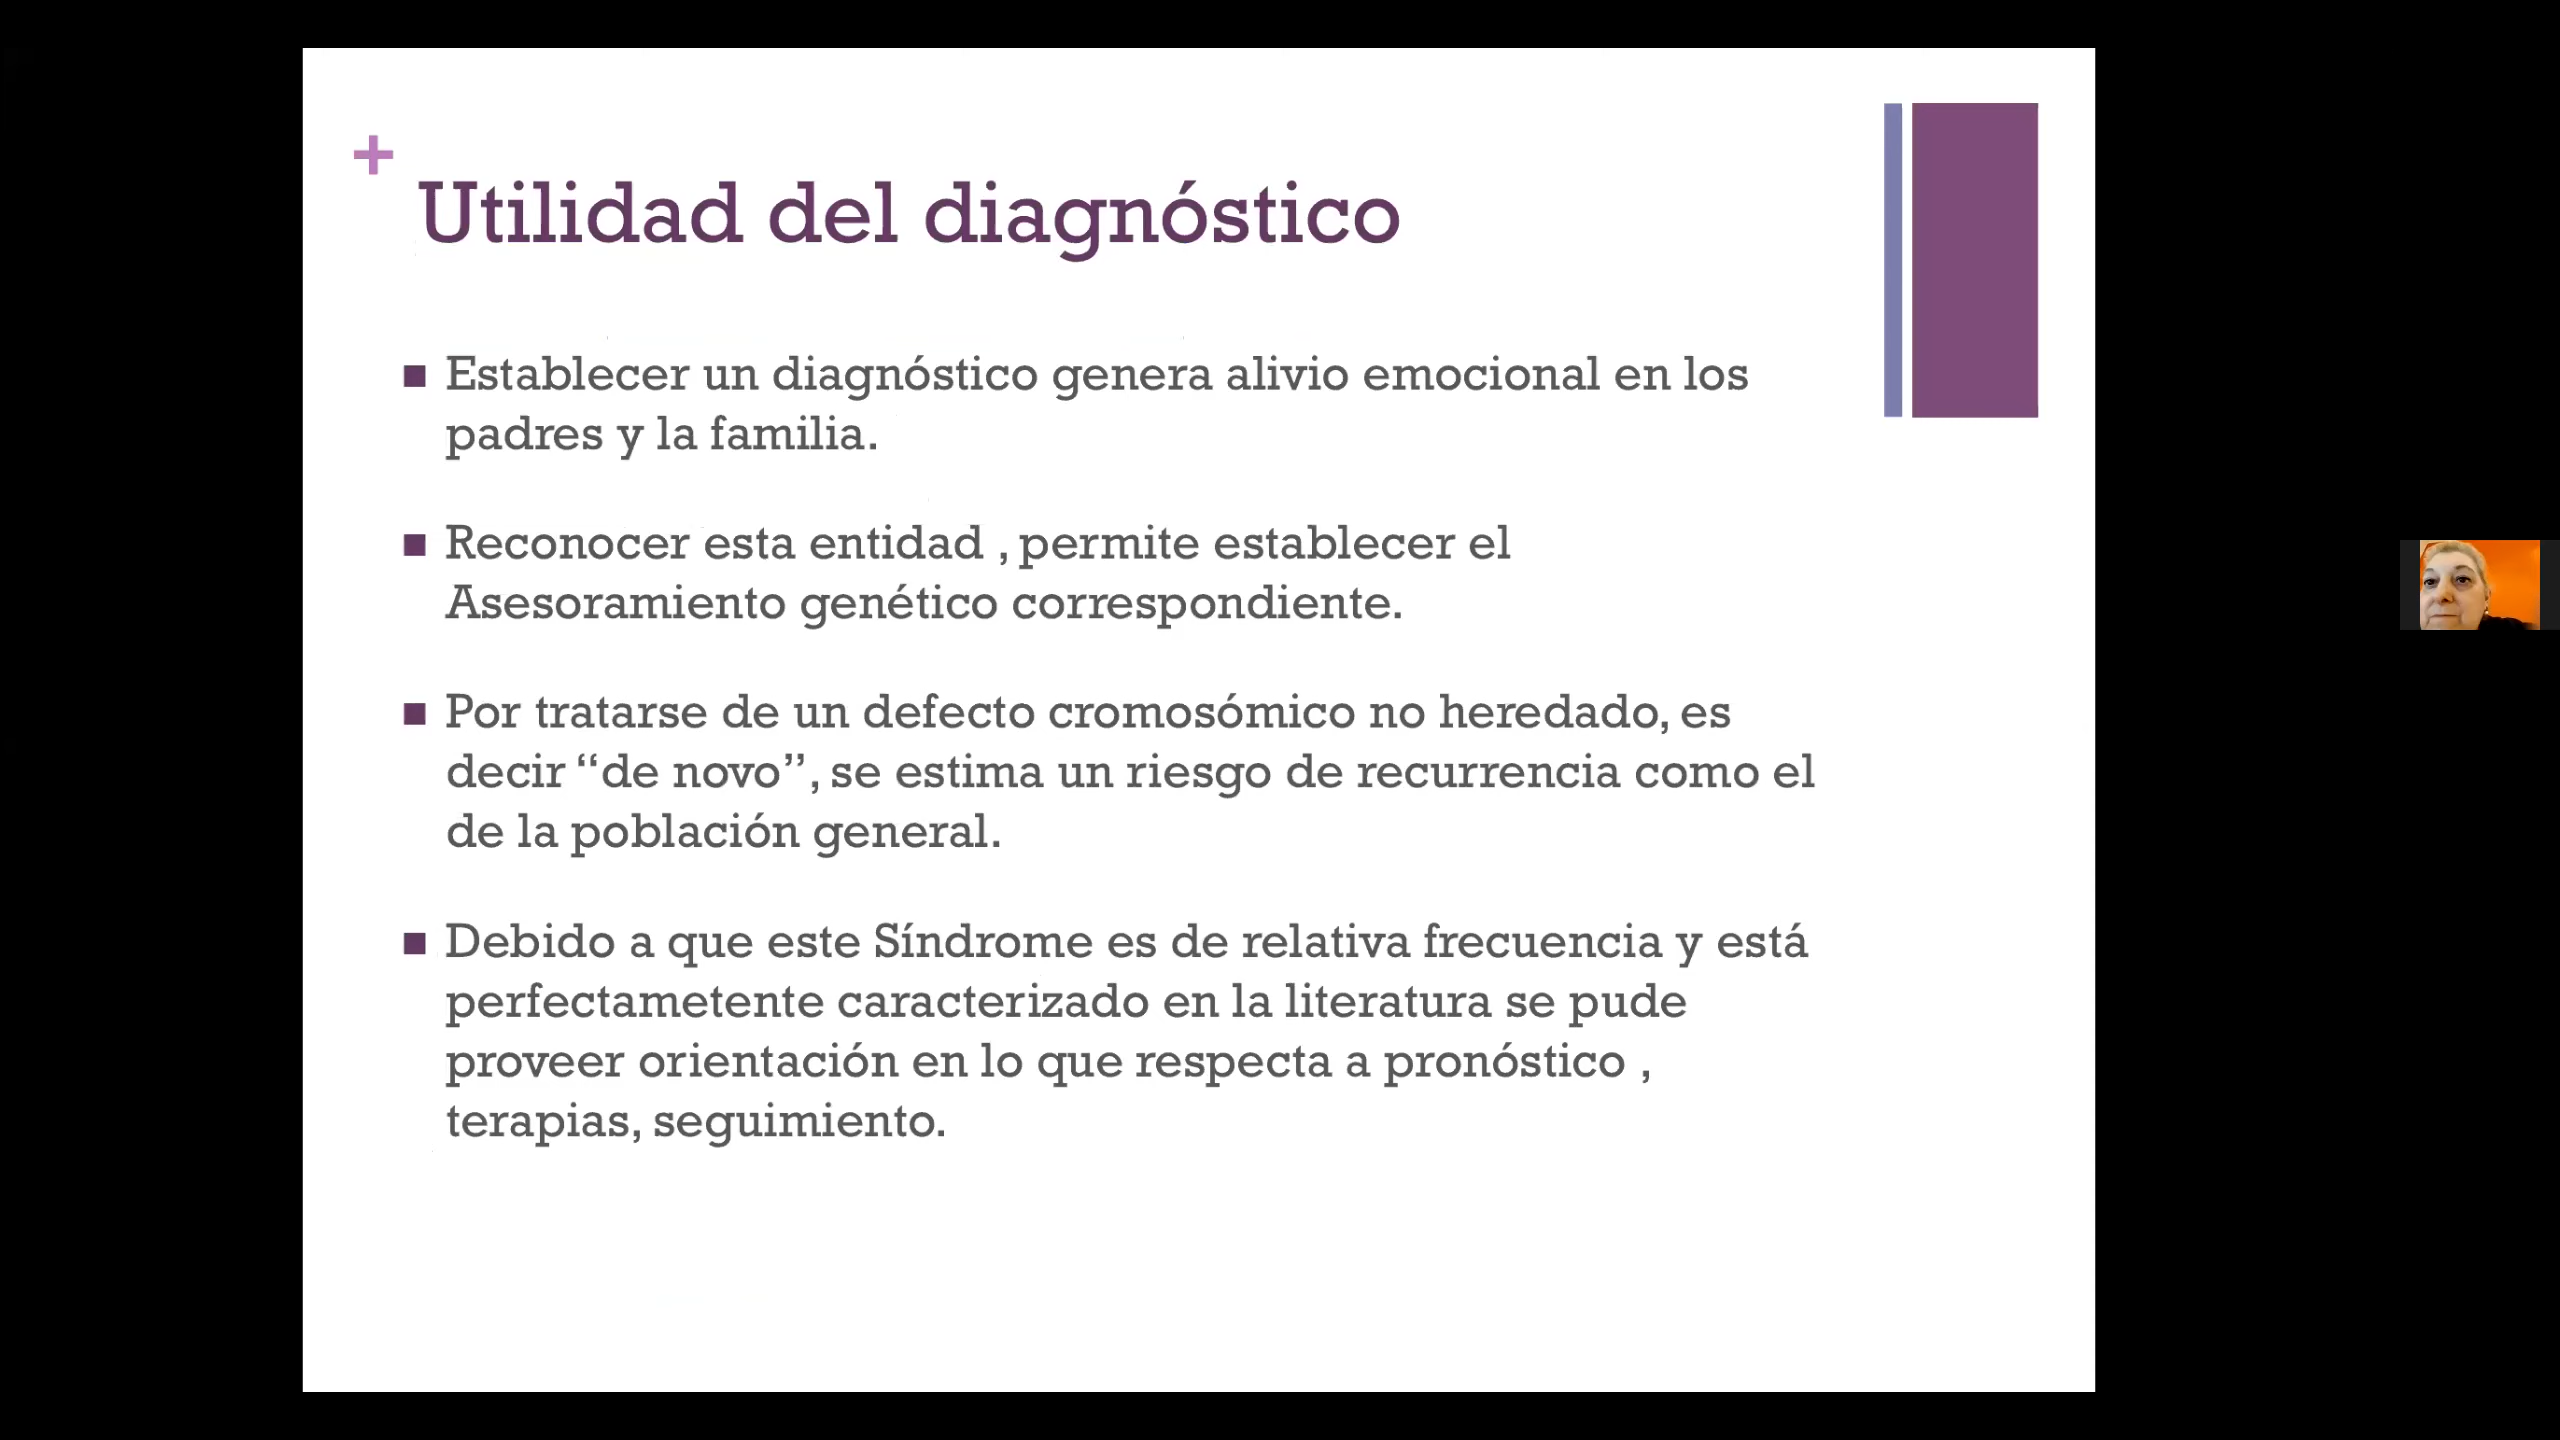 +
Utilidad del diagnóstico
■ Establecer un diagnóstico genera alivio emocional en los
padres y la familia.
■ Reconocer esta entidad , permite establecer el
Asesoramiento genético correspondiente.
■ Por tratarse de un defecto cromosómico no heredado, es
decir “de novo”, se estima un riesgo de recurrencia como el
de la población general.
■ Debido a que este Síndrome es de relativa frecuencia y está
perfectametente caracterizado en la literatura se pude
proveer orientación en lo que respecta a pronóstico ,
terapias, seguimiento.